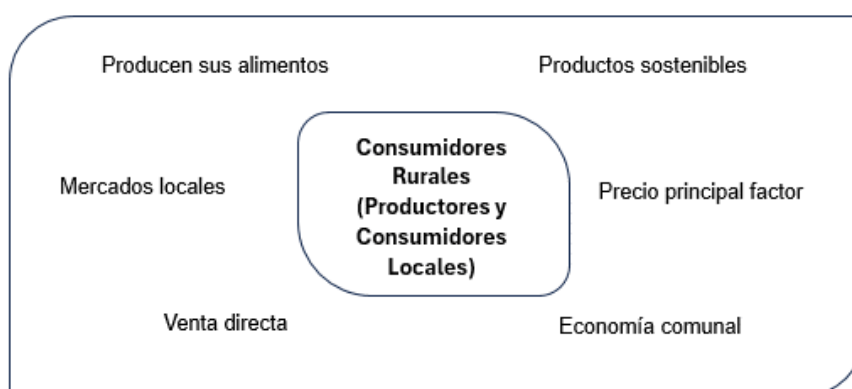 Producen sus alimentos
Productos sostenibles
Consumidores
Rurales
(Productores y
Consumidores
Locales)
Mercados locales
Precio principal factor
Venta directa
Economía comunal